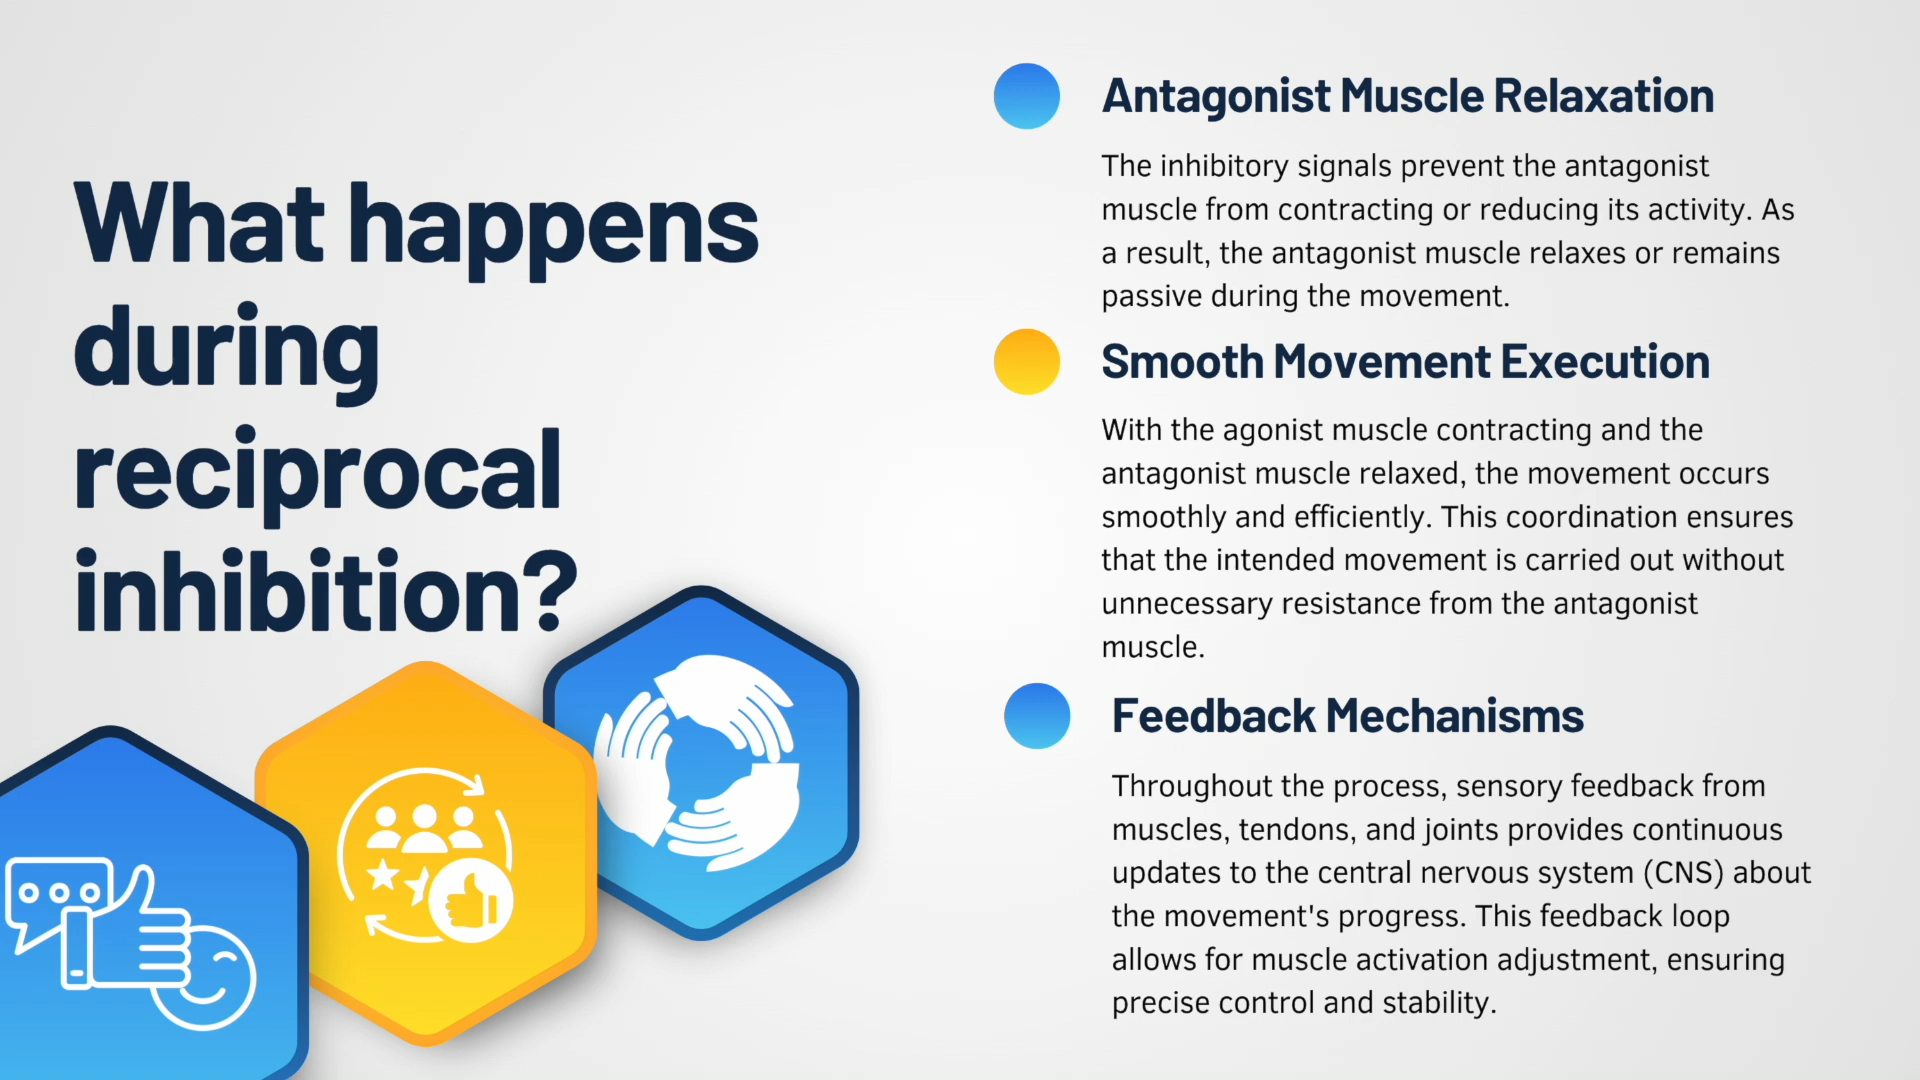 What happens
during
reciprocal
inhibition?
Antagonist Muscle Relaxation
The inhibitory signals prevent the antagonist
muscle from contracting or reducing its activity. As
a result, the antagonist muscle relaxes or remains
passive during the movement.
Smooth Movement Execution
With the agonist muscle contracting and the
antagonist muscle relaxed, the movement occurs
smoothly and efficiently. This coordination ensures
that the intended movement is carried out without
unnecessary resistance from the antagonist
muscle.
Feedback Mechanisms
Throughout the process, sensory feedback from
muscles, tendons, and joints provides continuous
updates to the central nervous system (CNS) about
the movement's progress. This feedback loop
allows for muscle activation adjustment, ensuring
precise control and stability.